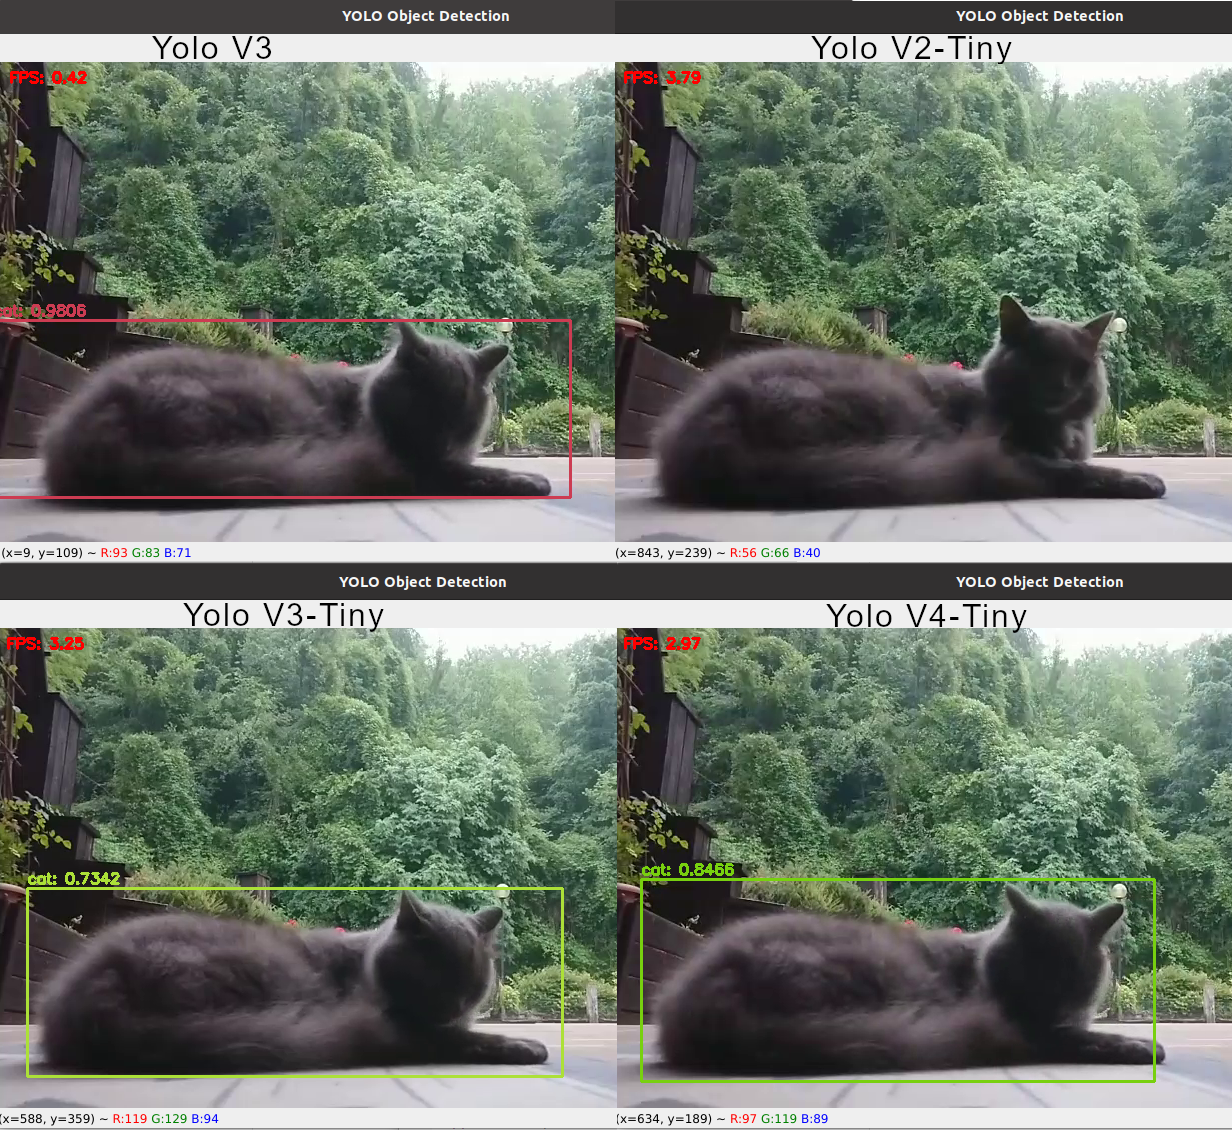 YOLO Object Detection
Yolo V3
FPS: 0.42
cat: 0.9806
(x=9, y=109) ~ R:93 G:83 B:71
YOLO Object Detection
Yolo V2-Tiny
FPS: 3.79
(x=843, y=239) ~ R:56 G:66 B:40
YOLO Object Detection
Yolo V3-Tiny
FPS: 3.25
cat: 0.7342
(x=588, y=359) ~ R:119 G:129 B:94
YOLO Object Detection
Yolo V4-Tiny
FPS: 2.97
cat: 0.8466
(x=634, y=189) ~ R:97 G:119 B:89